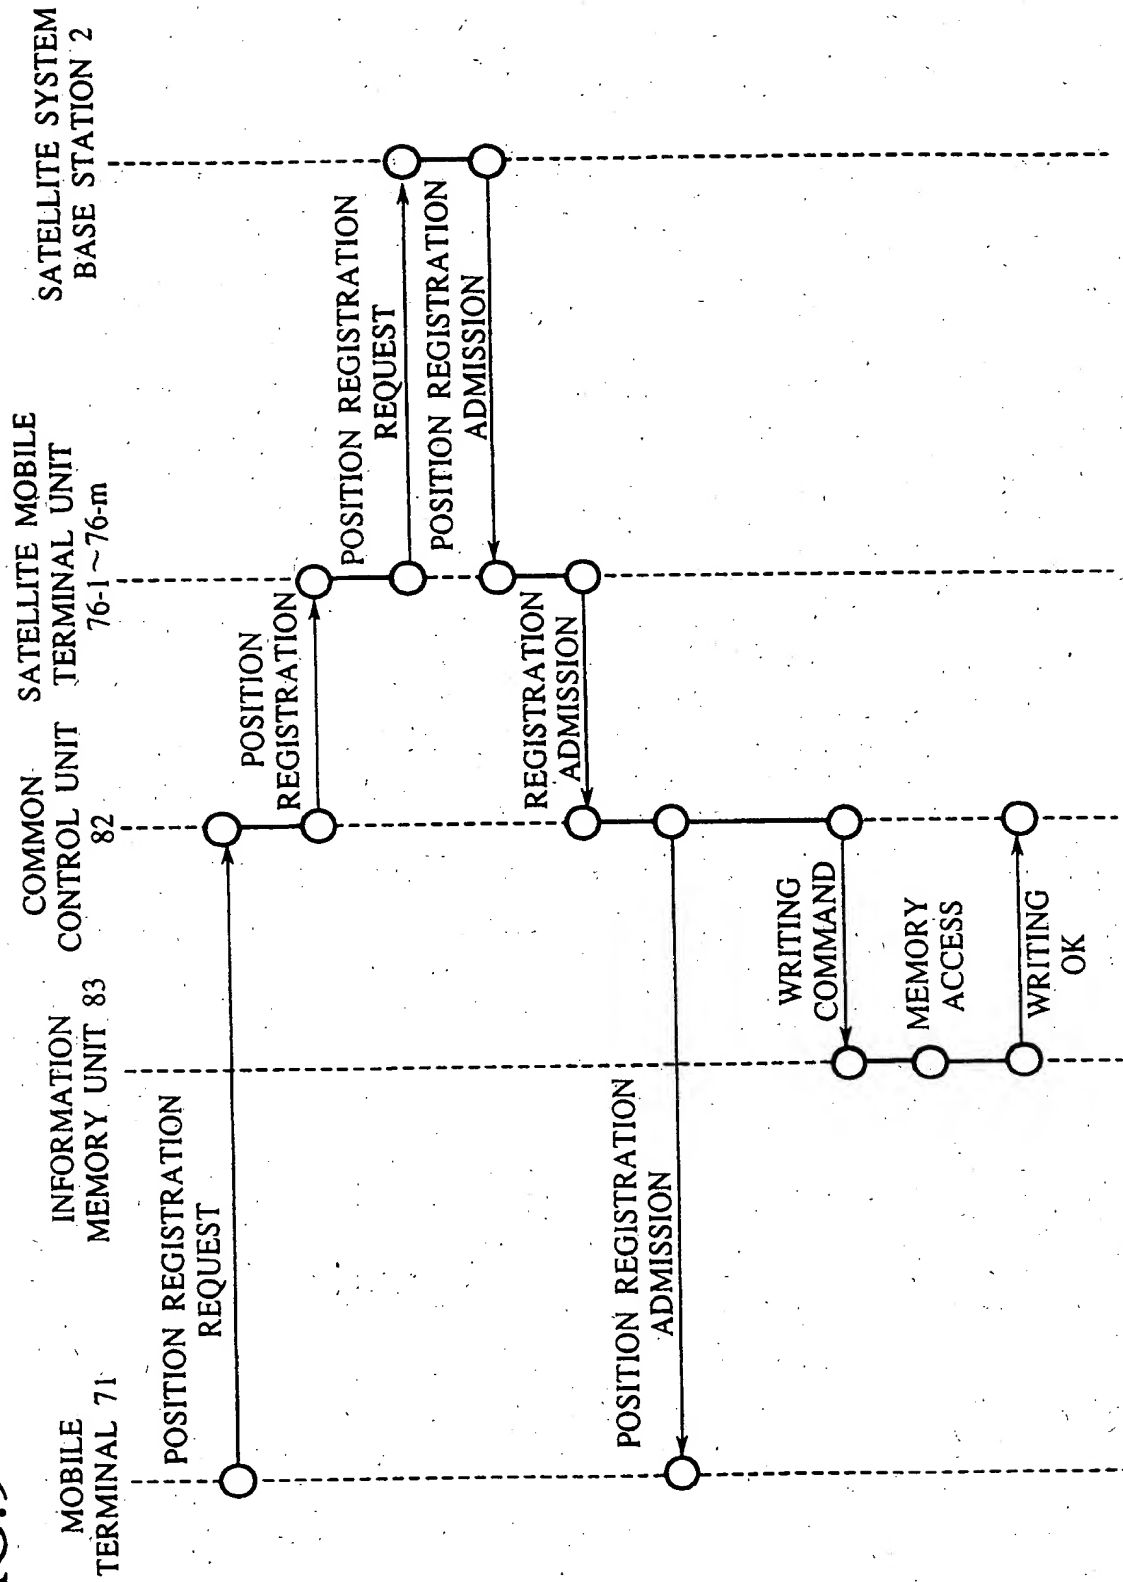 MOBILE
TERMINAL 71
INFORMATION
MEMORY UNIT 83
COMMON
CONTROL UNIT
82
SATELLITE MOBILE
TERMINAL UNIT
76-1~76-m
SATELLITE SYSTEM
BASE STATION 2
POSITION REGISTRATION
REQUEST
POSITION
REGISTRATION
POSITION REGISTRATION
REQUEST
POSITION REGISTRATION
ADMISSION
REGISTRATION
ADMISSION
POSITION REGISTRATION
ADMISSION
WRITING
COMMAND
MEMORY
ACCESS
WRITING
OK